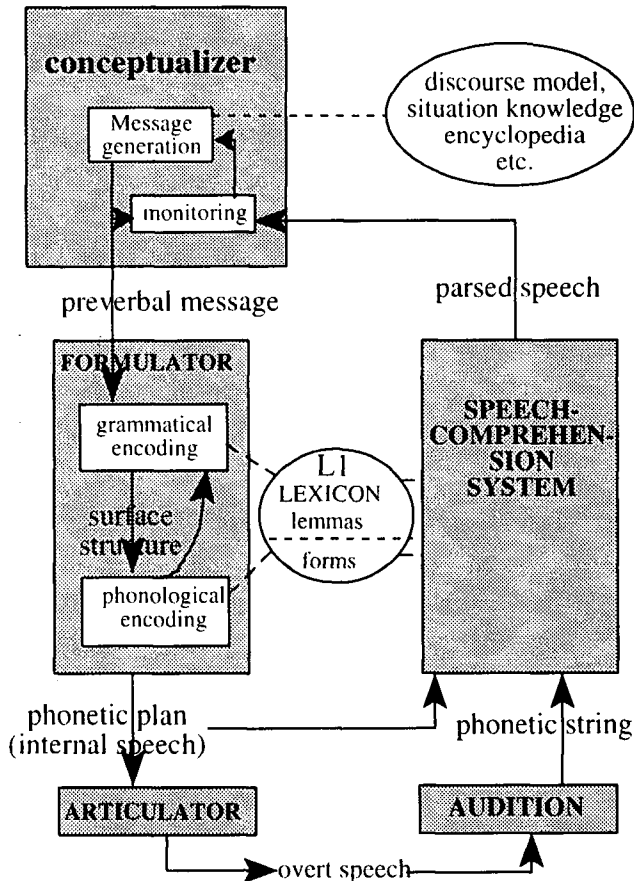 conceptualizer
Message
generation
monitoring
discourse model,
situation knowledge
encyclopedia
etc.
preverbal message
parsed speech
FORMULATOR
grammatical
encoding
surface
structure
phonological
encoding
L1
LEXICON
lemmas
forms
SPEECH-
COMPREHEN-
SION
SYSTEM
phonetic plan
(internal speech)
phonetic string
ARTICULATOR
AUDITION
overt speech